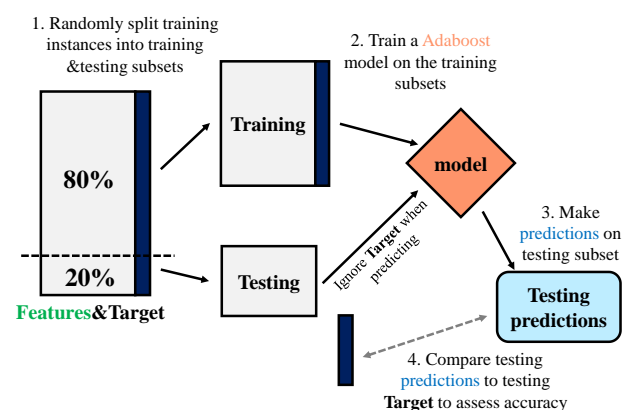 1. Randomly split training
instances into training
&testing subsets
2. Train a Adaboost
model on the training
subsets
Training
80%
model
20%
Testing
Ignore Target when
predicting
3. Make
predictions on
testing subset
Features&Target
Testing
predictions
4. Compare testing
predictions to testing
Target to assess accuracy